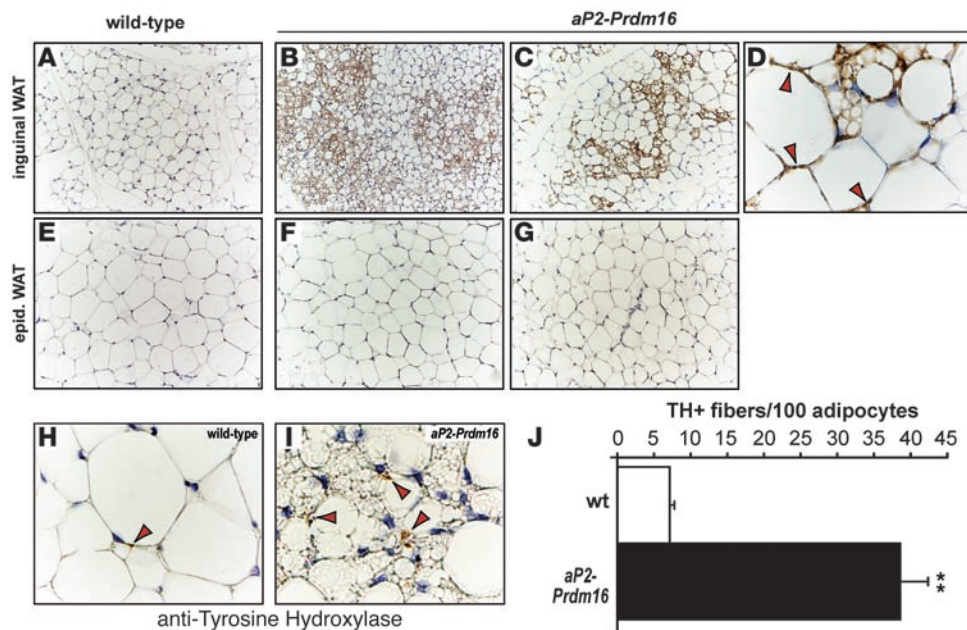 wild-type
aP2-Prdm16
inguinal WAT
A
B
C
D
epid. WAT
E
F
G
H
wild-type
I
aP2-Prdm16
anti-Tyrosine Hydroxylase
J
TH+ fibers/100 adipocytes
0 5 10 15 20 25 30 35 40 45
wt
aP2-
Prdm16
**